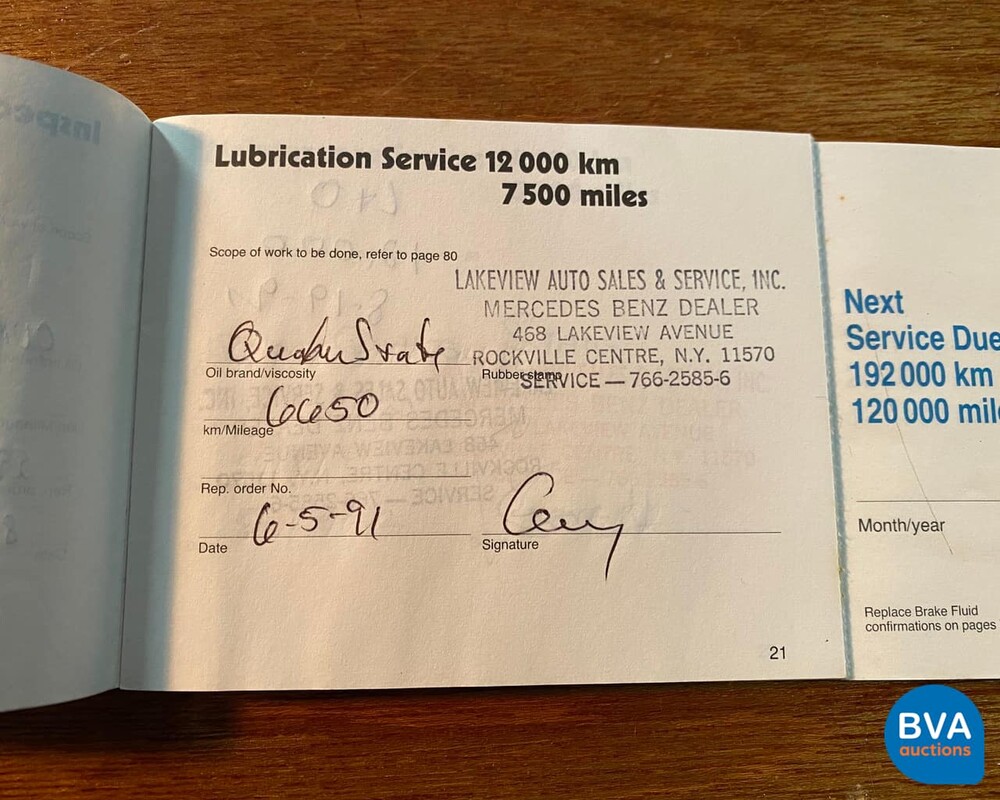 Lubrication Service 12 000 km
7 500 miles
Scope of work to be done, refer to page 80
LAKEVIEW AUTO SALES & SERVICE, INC.
MERCEDES BENZ DEALER
468 LAKEVIEW AVENUE
ROCKVILLE CENTRE, N.Y. 11570
SERVICE — 766-2585-6
Quaker State
Oil brand/viscosity
Rubber stamp
6650
km/Mileage
Rep. order No.
6-5-91
Date
Signature
21
Next
Service Due
192 000 km
120 000
Month/year
Replace Brake Fluid
confirmations on pages
BVA
auctions